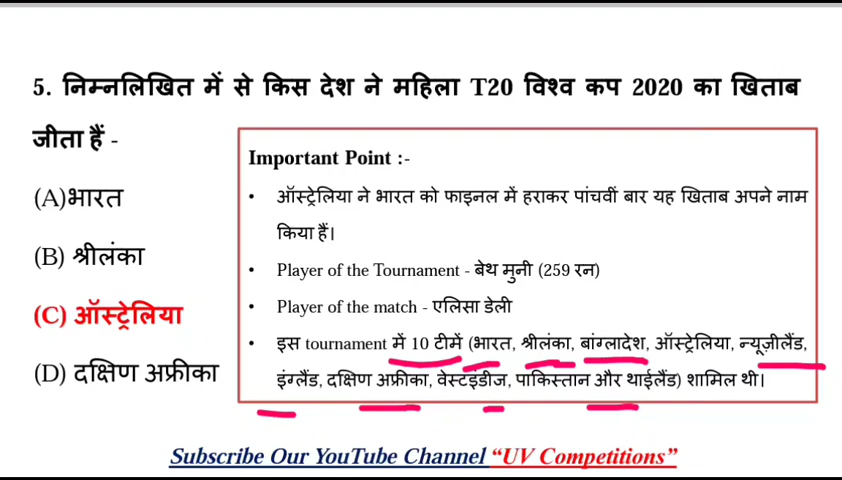 5. निम्नलिखित में से किस देश ने महिला T20 विश्व कप 2020 का खिताब
जीता हैं -
(A)भारत
(B) श्रीलंका
(C) ऑस्ट्रेलिया
(D) दक्षिण अफ्रीका
Important Point :-
• ऑस्ट्रेलिया ने भारत को फाइनल में हराकर पांचवीं बार यह खिताब अपने नाम
किया हैं।
• Player of the Tournament - बेथ मुनी (259 रन)
• Player of the match - एलिसा डेली
• इस tournament में 10 टीमें (भारत, श्रीलंका, बांग्लादेश, ऑस्ट्रेलिया, न्यूज़ीलैंड,
इंग्लैंड, दक्षिण अफ्रीका, वेस्टइंडीज, पाकिस्तान और थाईलैंड) शामिल थी।
Subscribe Our YouTube Channel “UV Competitions”